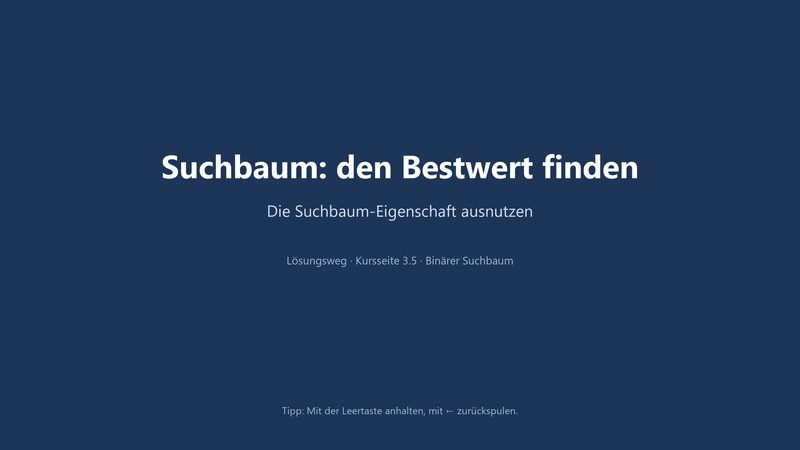 Suchbaum: den Bestwert finden
Die Suchbaum-Eigenschaft ausnutzen
Lösungsweg · Kursseite 3.5 · Binärer Suchbaum
Tipp: Mit der Leertaste anhalten, mit ← zurückspulen.